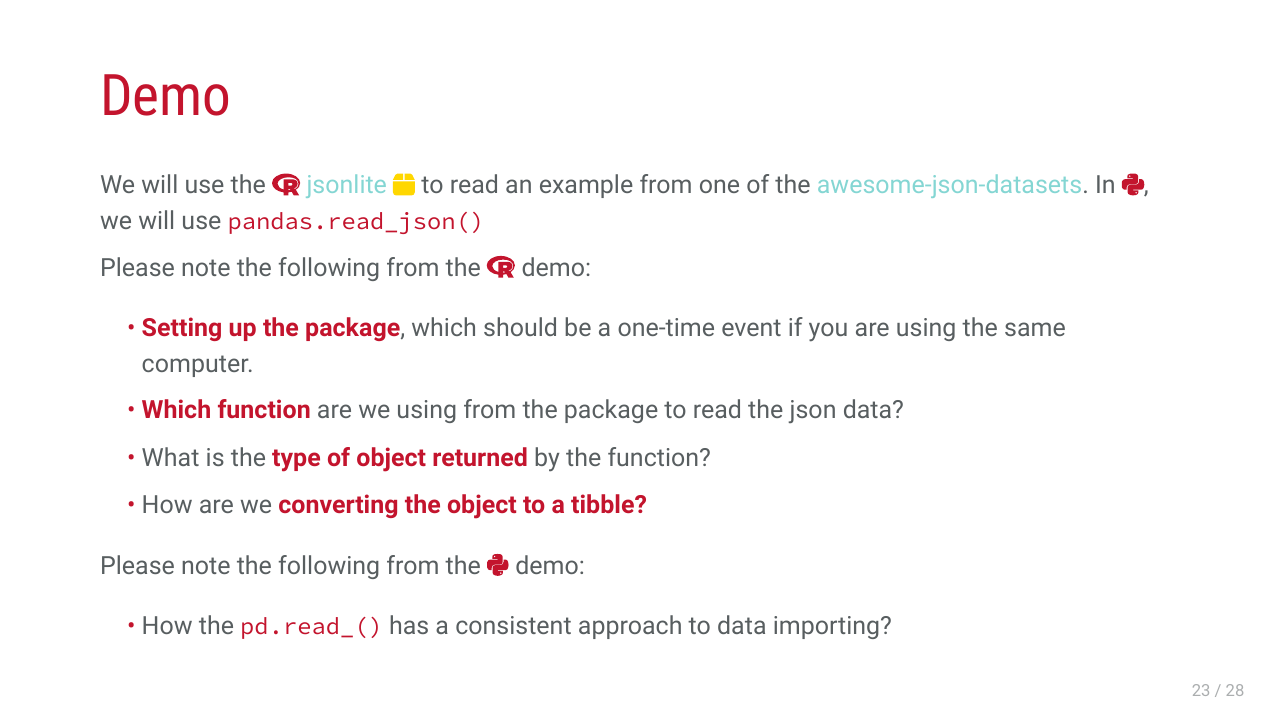 Demo
We will use the R jsonlite to read an example from one of the awesome-json-datasets. In ,
we will use pandas.read_json()
Please note the following from the R demo:
• Setting up the package, which should be a one-time event if you are using the same
computer.
• Which function are we using from the package to read the json data?
• What is the type of object returned by the function?
• How are we converting the object to a tibble?
Please note the following from the demo:
• How the pd.read_() has a consistent approach to data importing?
23 / 28